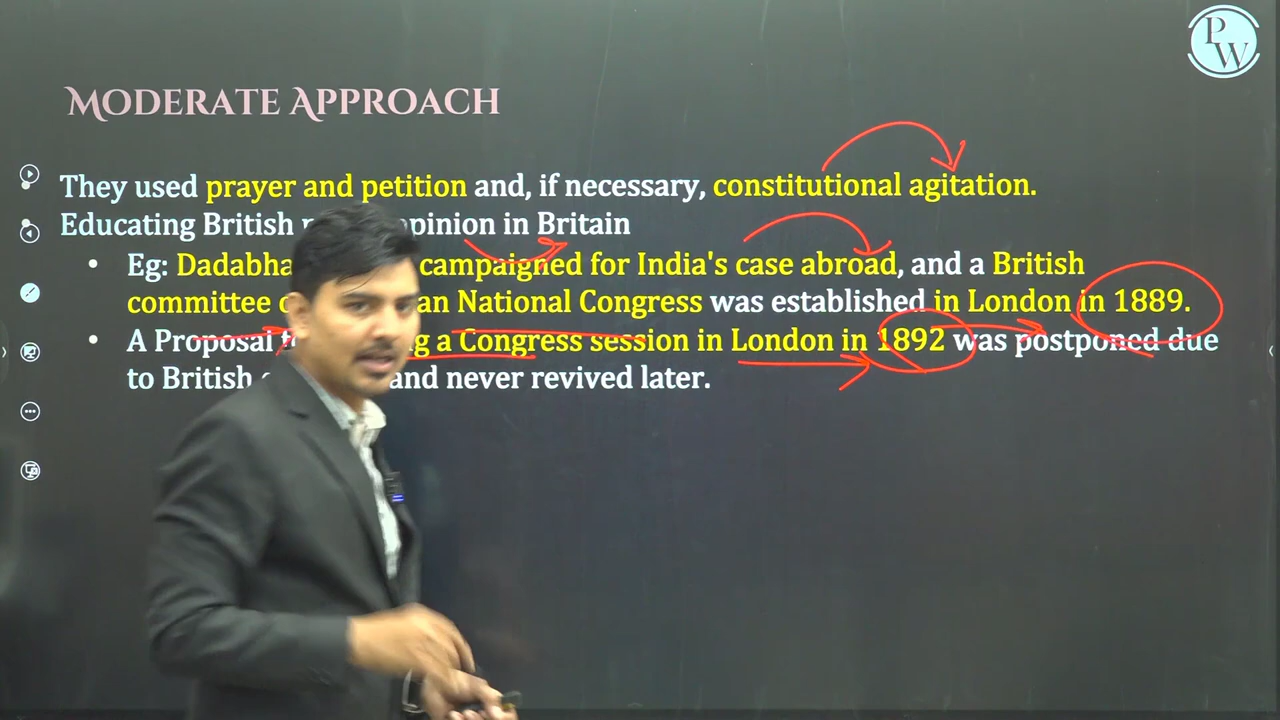 PW
MODERATE APPROACH
They used prayer and petition and, if necessary, constitutional agitation.
Educating British opinion in Britain
• Eg: Dadabha campaigned for India's case abroad, and a British
committee an National Congress was established in London in 1889.
• A Proposal a Congress session in London in 1892 was postponed due
to British and never revived later.